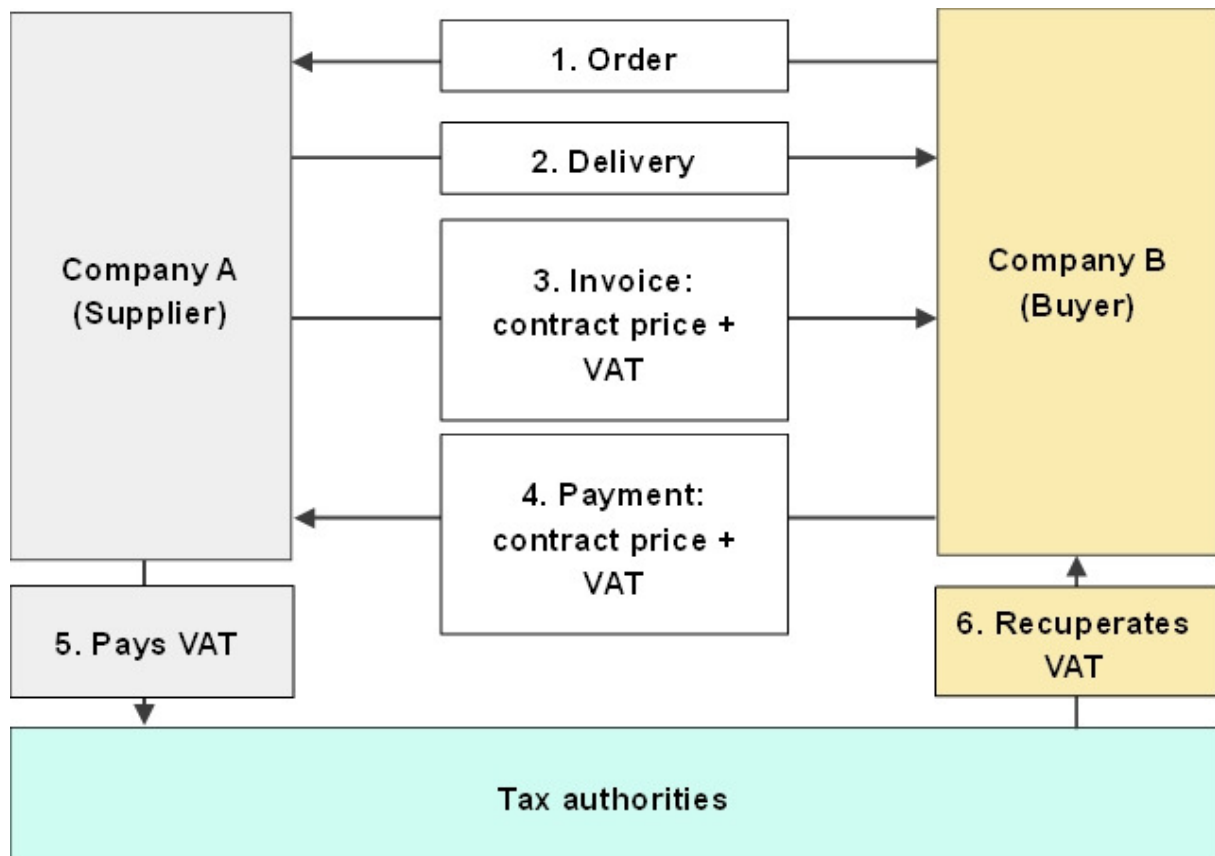 1. Order
2. Delivery
Company A
(Supplier)
3. Invoice:
contract price +
VAT
Company B
(Buyer)
4. Payment:
contract price +
VAT
5. Pays VAT
6. Recuperates
VAT
Tax authorities